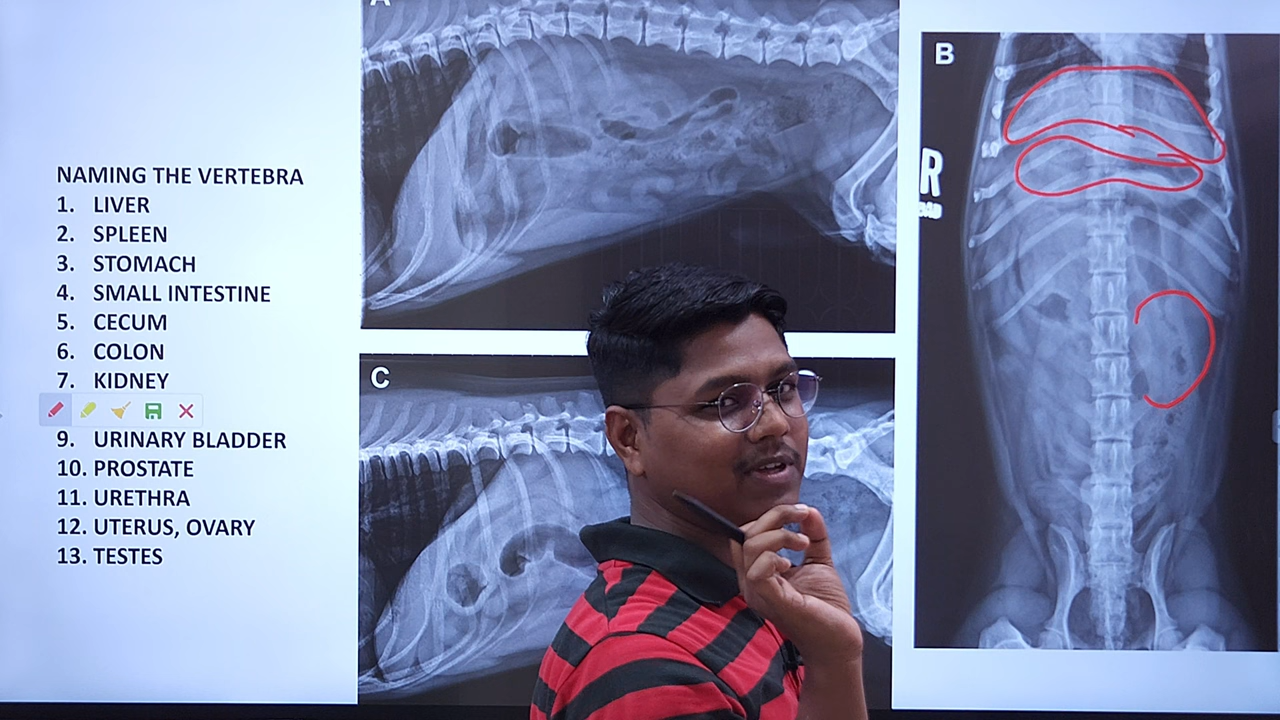 NAMING THE VERTEBRA
1. LIVER
2. SPLEEN
3. STOMACH
4. SMALL INTESTINE
5. CECUM
6. COLON
7. KIDNEY
9. URINARY BLADDER
10. PROSTATE
11. URETHRA
12. UTERUS, OVARY
13. TESTES
A
C
B
R